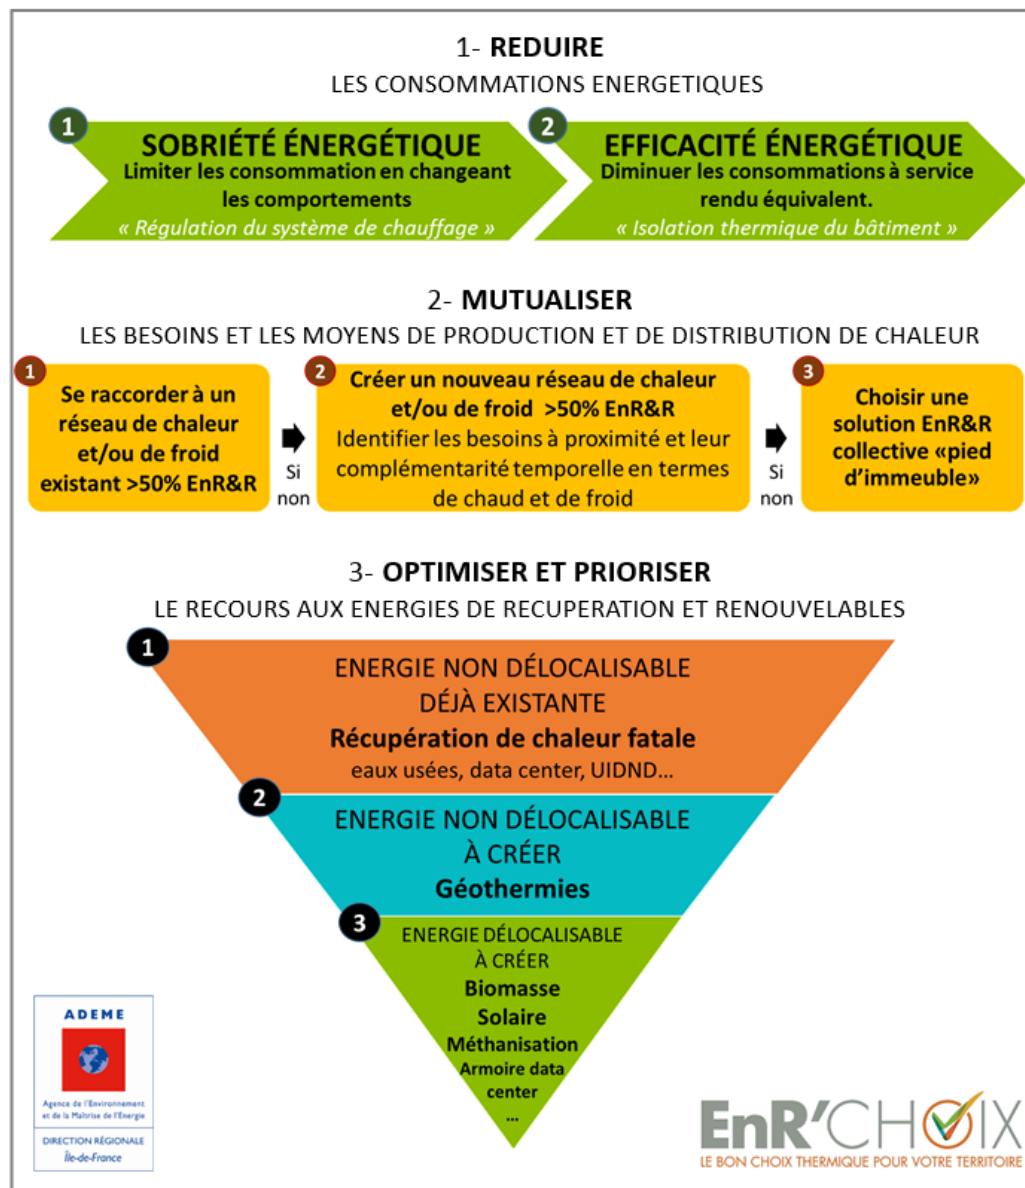 1- REDUIRE
LES CONSOMMATIONS ENERGETIQUES
1
SOBRIÉTÉ ÉNERGÉTIQUE
Limiter les consommation en changeant
les comportements
« Régulation du système de chauffage »
2
EFFICACITÉ ÉNERGÉTIQUE
Diminuer les consommations à service
rendu équivalent.
« Isolation thermique du bâtiment »
2- MUTUALISER
LES BESOINS ET LES MOYENS DE PRODUCTION ET DE DISTRIBUTION DE CHALEUR
1
Se raccorder à un
réseau de chaleur
et/ou de froid
existant >50% EnR&R
Si
non
2
Créer un nouveau réseau de chaleur
et/ou de froid >50% EnR&R
Identifier les besoins à proximité et leur
complémentarité temporelle en termes
de chaud et de froid
Si
non
3
Choisir une
solution EnR&R
collective «pied
d'immeuble»
3- OPTIMISER ET PRIORISER
LE RECOURS AUX ENERGIES DE RECUPERATION ET RENOUVELABLES
1
ENERGIE NON DÉLOCALISABLE
DÉJÀ EXISTANTE
Récupération de chaleur fatale
eaux usées, data center, UIDND...
2
ENERGIE NON DÉLOCALISABLE
À CRÉER
Géothermies
3
ENERGIE DÉLOCALISABLE
À CRÉER
Biomasse
Solaire
Méthanisation
Armoire data
center
...
ADEME
Agence de l'Environnement
et de la Maîtrise de l'Energie
DIRECTION RÉGIONALE
Île-de-France
EnR'CHOIX
LE BON CHOIX THERMIQUE POUR VOTRE TERRITOIRE